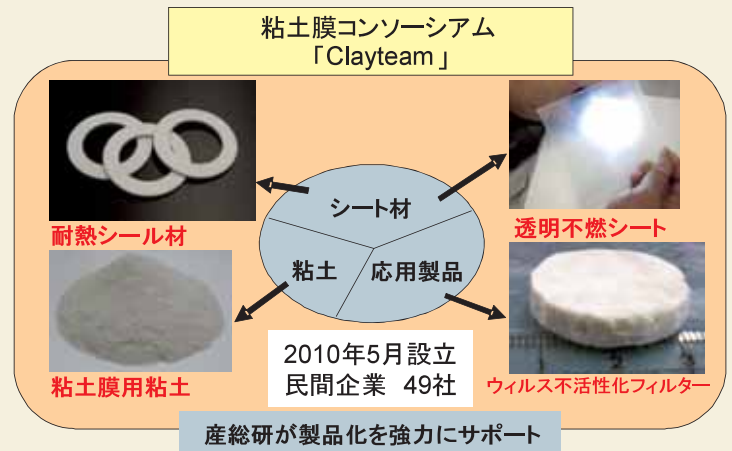 粘土膜コンソーシアム
「Clayteam」
シート材
耐熱シール材
透明不燃シート
粘土
応用製品
粘土膜用粘土
2010年5月設立
民間企業 49社
ウィルス不活性化フィルター
産総研が製品化を強力にサポート